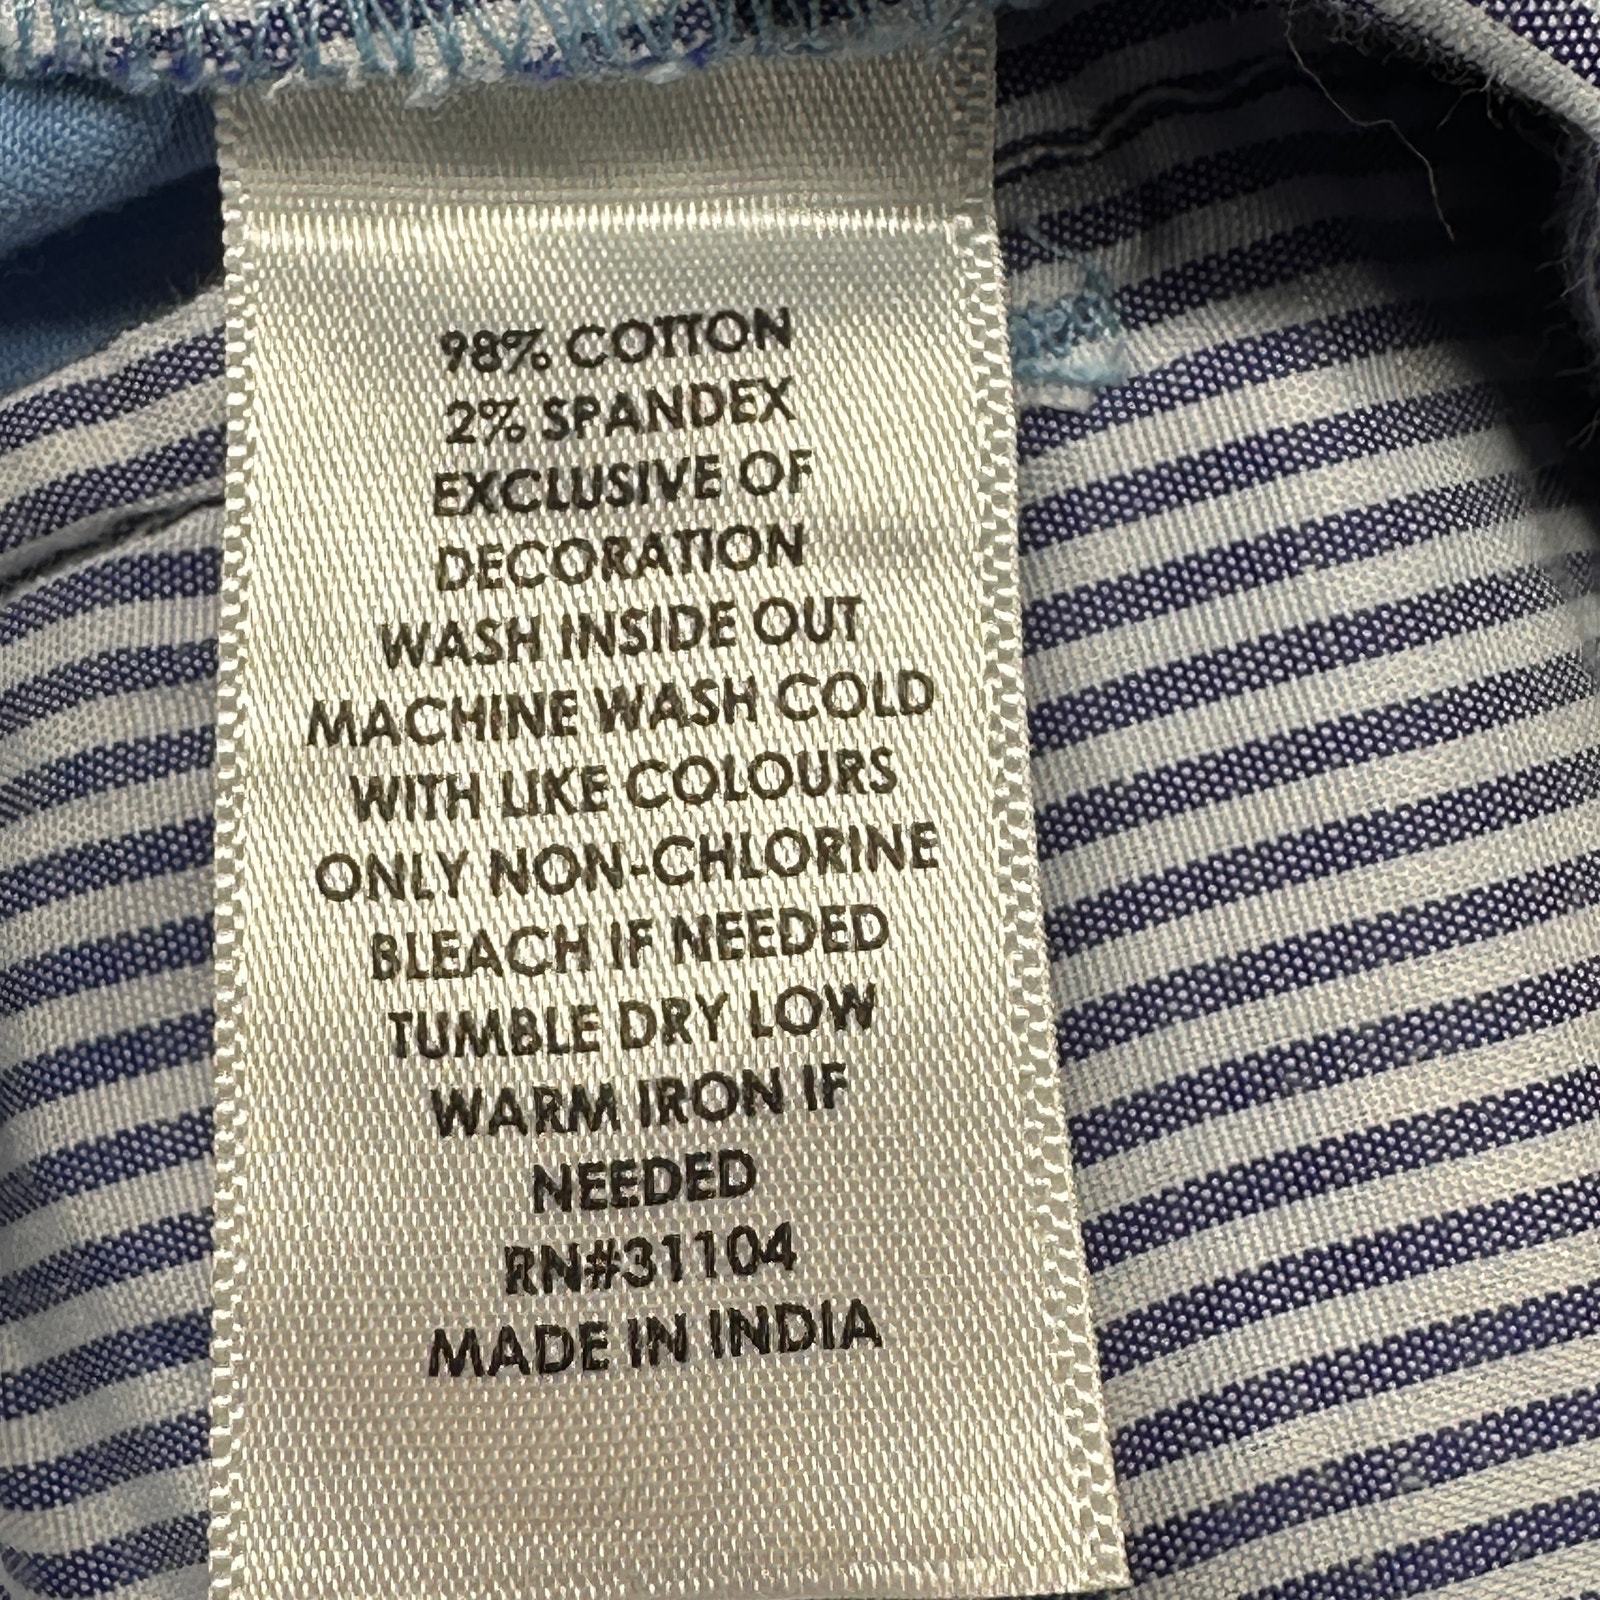 98% COTTON
2% SPANDEX
EXCLUSIVE OF
DECORATION
WASH INSIDE OUT
MACHINE WASH COLD
WITH LIKE COLOURS
ONLY NON-CHLORINE
BLEACH IF NEEDED
TUMBLE DRY LOW
WARM IRON IF
NEEDED
RN#31104
MADE IN INDIA